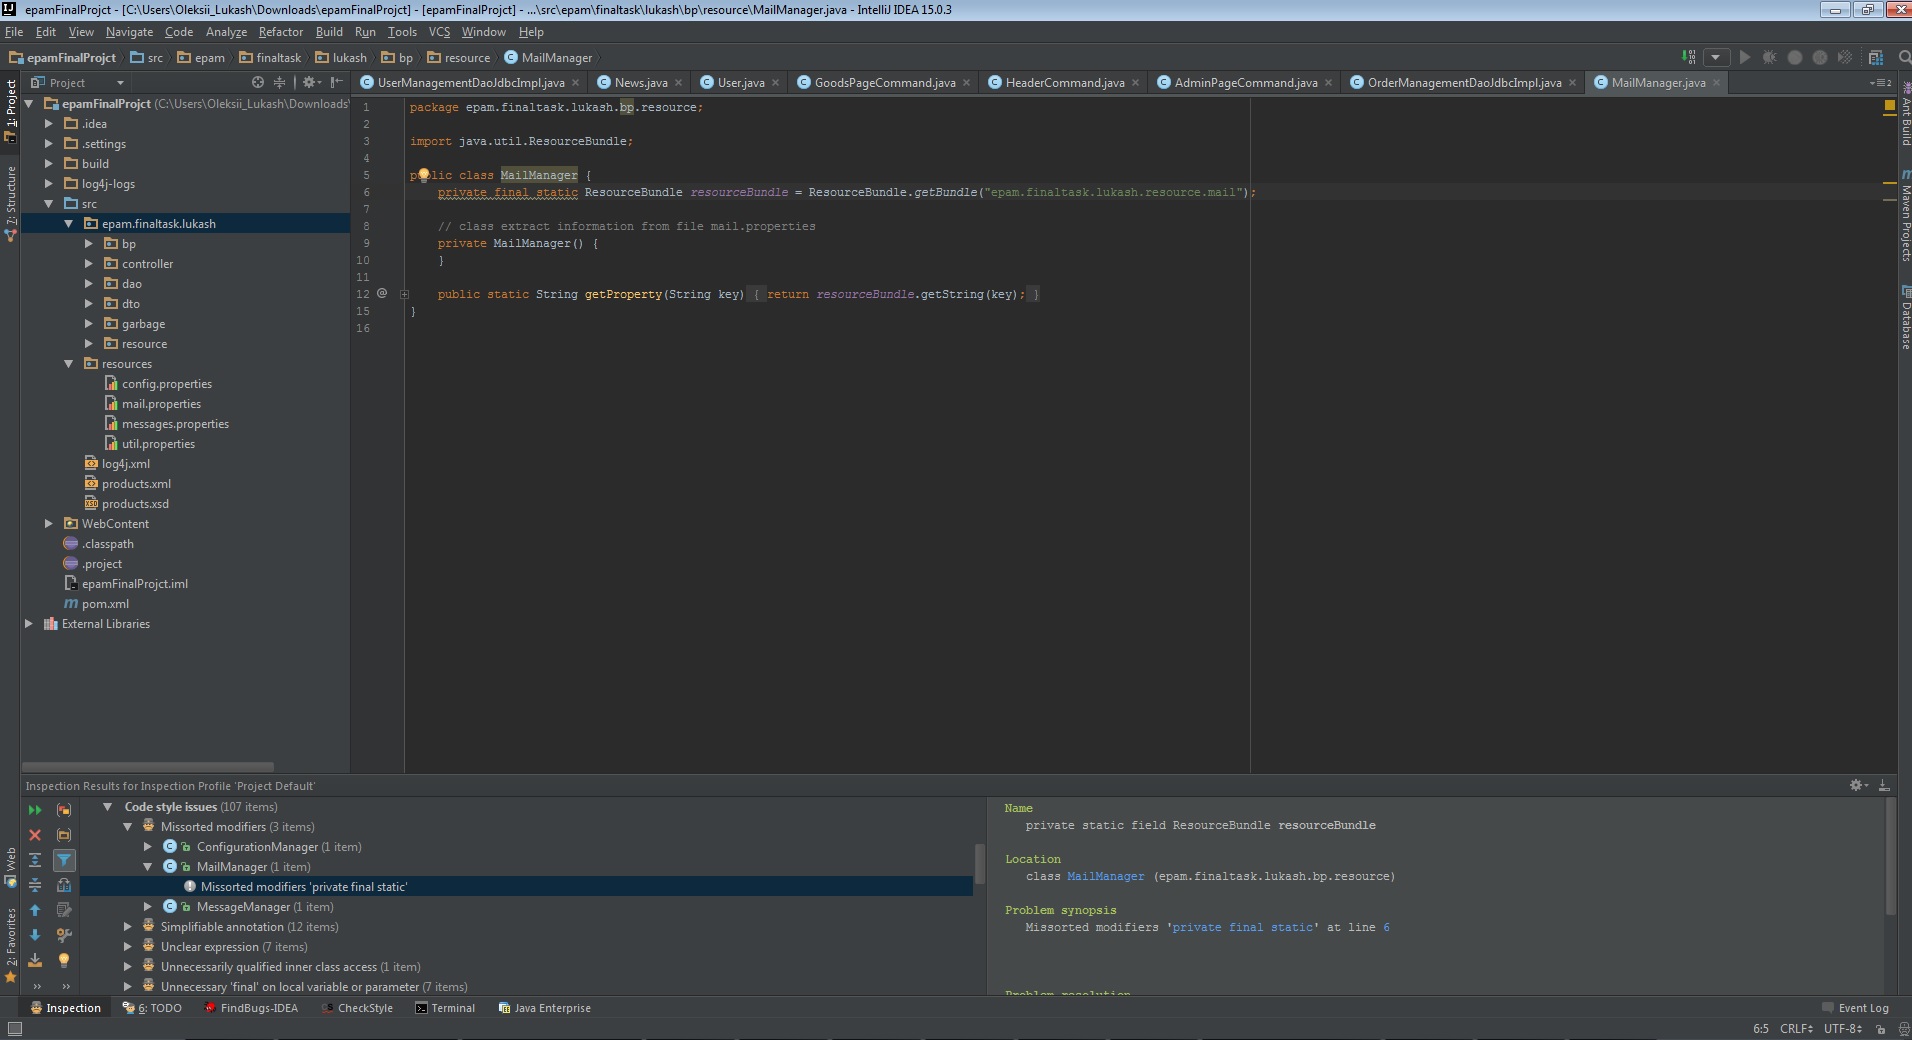 epamFinalProjct - [C:\Users\Oleksii_Lukash\Downloads\epamFinalProjct] - [epamFinalProjct] - ...\src\epam\finaltask\lukash\bp\resource\MailManager.java - IntelliJ IDEA 15.0.3
File Edit View Navigate Code Analyze Refactor Build Run Tools VCS Window Help
epamFinalProjct src epam finaltask lukash bp resource MailManager
Project
UserManagementDaoJdbcImpl.java News.java User.java GoodsPageCommand.java HeaderCommand.java AdminPageCommand.java OrderManagementDaoJdbcImpl.java MailManager.java
1: Project
7: Structure
Web
2: Favorites
epamFinalProjct (C:\Users\Oleksii_Lukash\Downloads\
.idea
.settings
build
log4j-logs
src
epam.finaltask.lukash
bp
controller
dao
dto
garbage
resource
resources
config.properties
mail.properties
messages.properties
util.properties
log4j.xml
products.xml
products.xsd
WebContent
.classpath
.project
epamFinalProjct.iml
pom.xml
External Libraries
1 package epam.finaltask.lukash.bp.resource;
2
3 import java.util.ResourceBundle;
4
5 public class MailManager {
6 private final static ResourceBundle resourceBundle = ResourceBundle.getBundle("epam.finaltask.lukash.resource.mail");
7
8 // class extract information from file mail.properties
9 private MailManager() {
10 }
11
12 public static String getProperty(String key) { return resourceBundle.getString(key); }
15 }
16
Ant Build
Maven Projects
Database
Inspection Results for Inspection Profile 'Project Default'
Code style issues (107 items)
Missorted modifiers (3 items)
ConfigurationManager (1 item)
MailManager (1 item)
Missorted modifiers 'private final static'
MessageManager (1 item)
Simplifiable annotation (12 items)
Unclear expression (7 items)
Unnecessarily qualified inner class access (1 item)
Unnecessary 'final' on local variable or parameter (7 items)
Name
private static field ResourceBundle resourceBundle
Location
class MailManager (epam.finaltask.lukash.bp.resource)
Problem synopsis
Missorted modifiers 'private final static' at line 6
Problem resolution
Inspection 6: TODO FindBugs-IDEA CheckStyle Terminal Java Enterprise Event Log
6:5 CRLF UTF-8